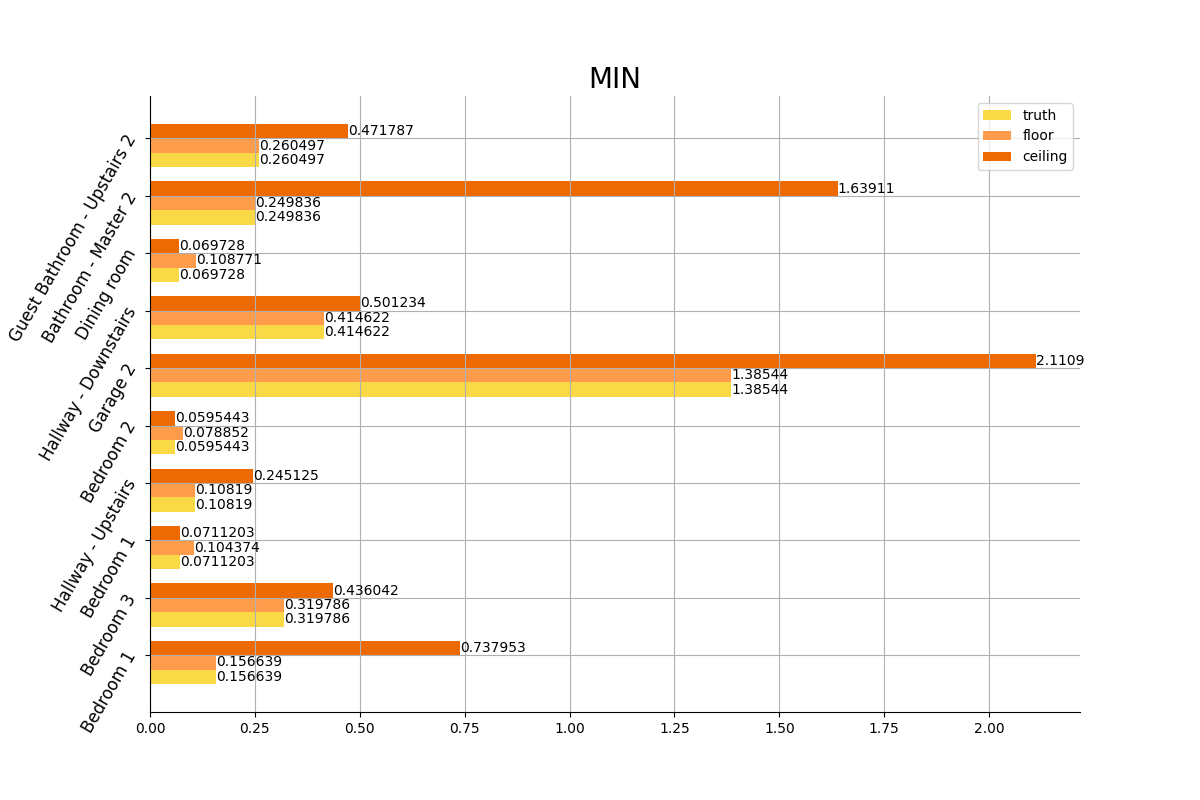 MIN
truth
floor
ceiling
Guest Bathroom - Upstairs 2
0.471787
0.260497
0.260497
Bathroom - Master 2
1.63911
0.249836
0.249836
Dining room
0.069728
0.108771
0.069728
Hallway - Downstairs
0.501234
0.414622
0.414622
Garage 2
2.1109
1.38544
1.38544
Bedroom 2
0.0595443
0.078852
0.0595443
Hallway - Upstairs
0.245125
0.10819
0.10819
Bedroom 1
0.0711203
0.104374
0.0711203
Bedroom 3
0.436042
0.319786
0.319786
Bedroom 1
0.737953
0.156639
0.156639
0.00 0.25 0.50 0.75 1.00 1.25 1.50 1.75 2.00